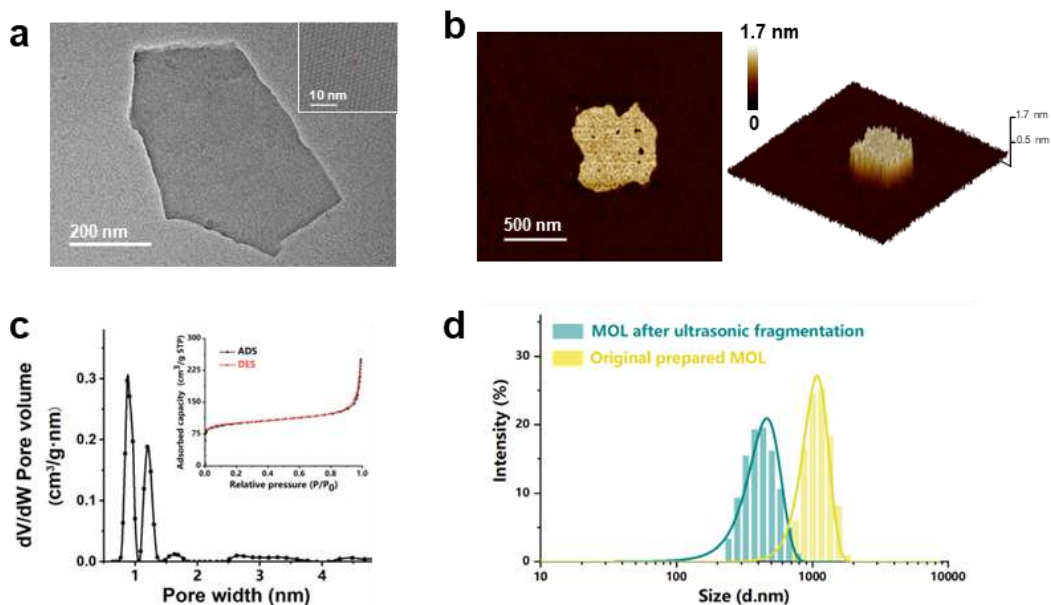 a
10 nm
200 nm
b
1.7 nm
0
500 nm
1.7 nm
0.5 nm
c
dV/dW Pore volume
(cm³/g·nm)
0.3
0.2
0.1
0.0
1
2
3
4
Pore width (nm)
Adsorbed capacity (cm³/g STP)
300
225
150
75
0
0.0
0.2
0.4
0.6
0.8
1.0
Relative pressure (P/P₀)
ADS
DES
d
MOL after ultrasonic fragmentation
Original prepared MOL
Intensity (%)
30
20
10
0
10
100
1000
10000
Size (d.nm)